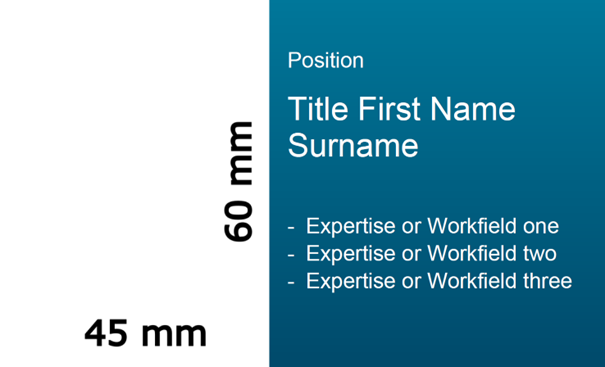 Position
Title First Name
Surname
60 mm
- Expertise or Workfield one
- Expertise or Workfield two
- Expertise or Workfield three
45 mm